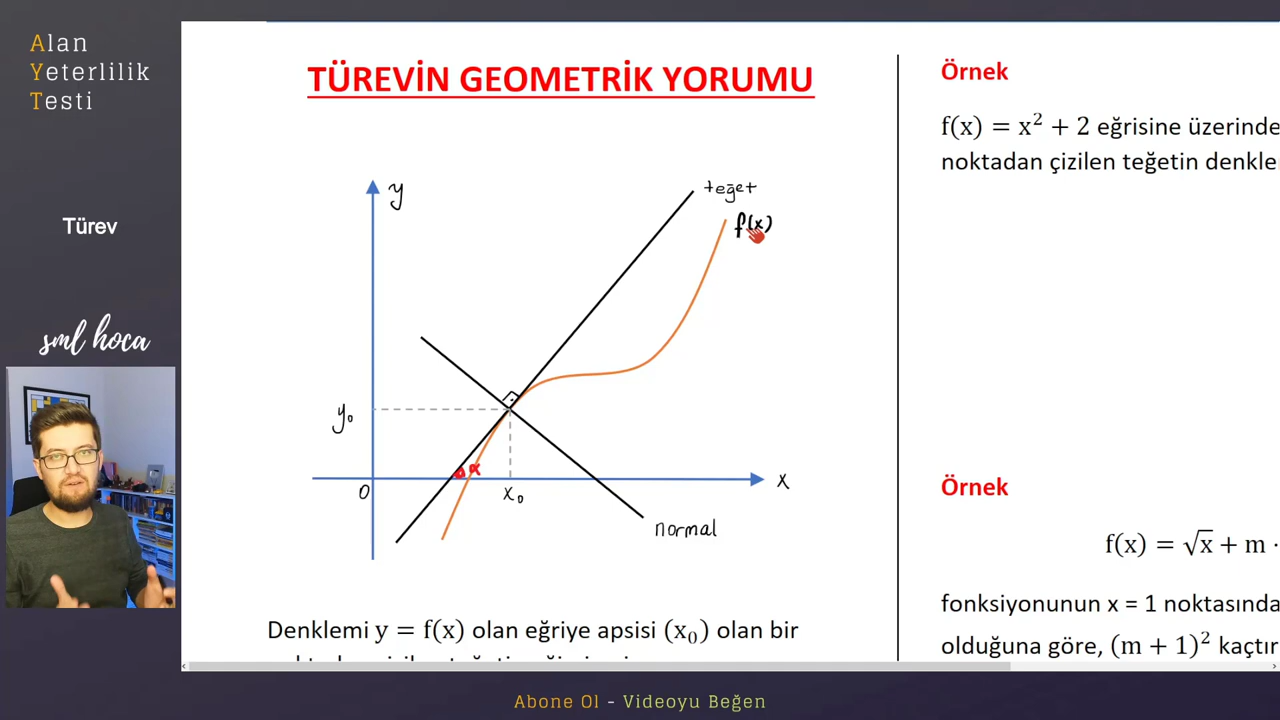 Alan
Yeterlilik
Testi
Türev
sml hoca
TÜREVİN GEOMETRİK YORUMU
y
teğet
f(x)
y₀
α
0
x₀
x
normal
Denklemi y = f(x) olan eğriye apsisi (x₀) olan bir
Örnek
f(x) = x² + 2 eğrisine üzerinde
noktadan çizilen teğetin denkle
Örnek
f(x) = √x + m ·
fonksiyonunun x = 1 noktasında
olduğuna göre, (m + 1)² kaçtır
Abone Ol - Videoyu Beğen